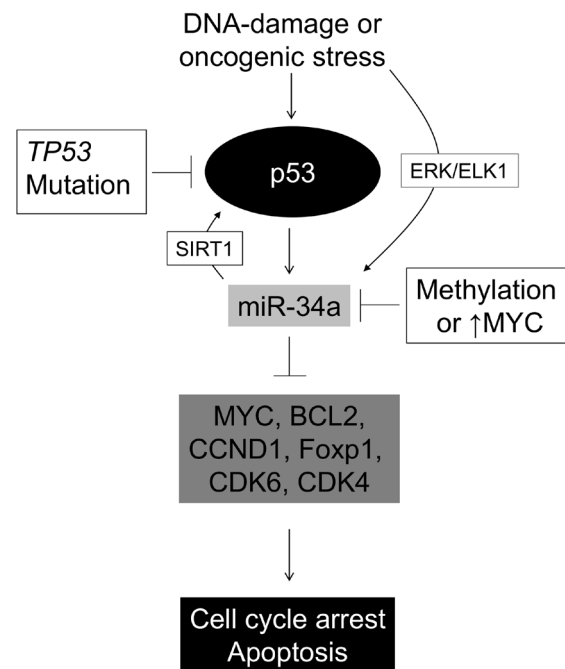 DNA-damage or
oncogenic stress
TP53
Mutation
p53
ERK/ELK1
SIRT1
miR-34a
Methylation
or ↑MYC
MYC, BCL2,
CCND1, Foxp1,
CDK6, CDK4
Cell cycle arrest
Apoptosis